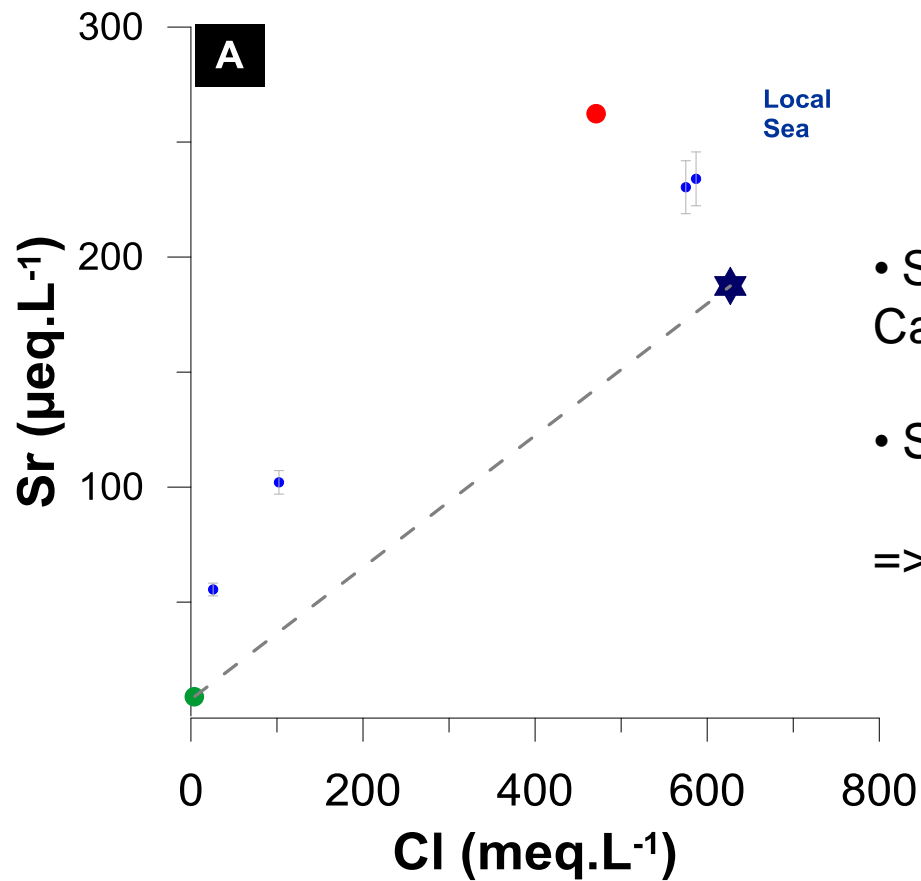 A
300
200
100
Sr (µeq.L-1)
Local
Sea
0 200 400 600 800
Cl (meq.L-1)
• S
Ca
• S
=>